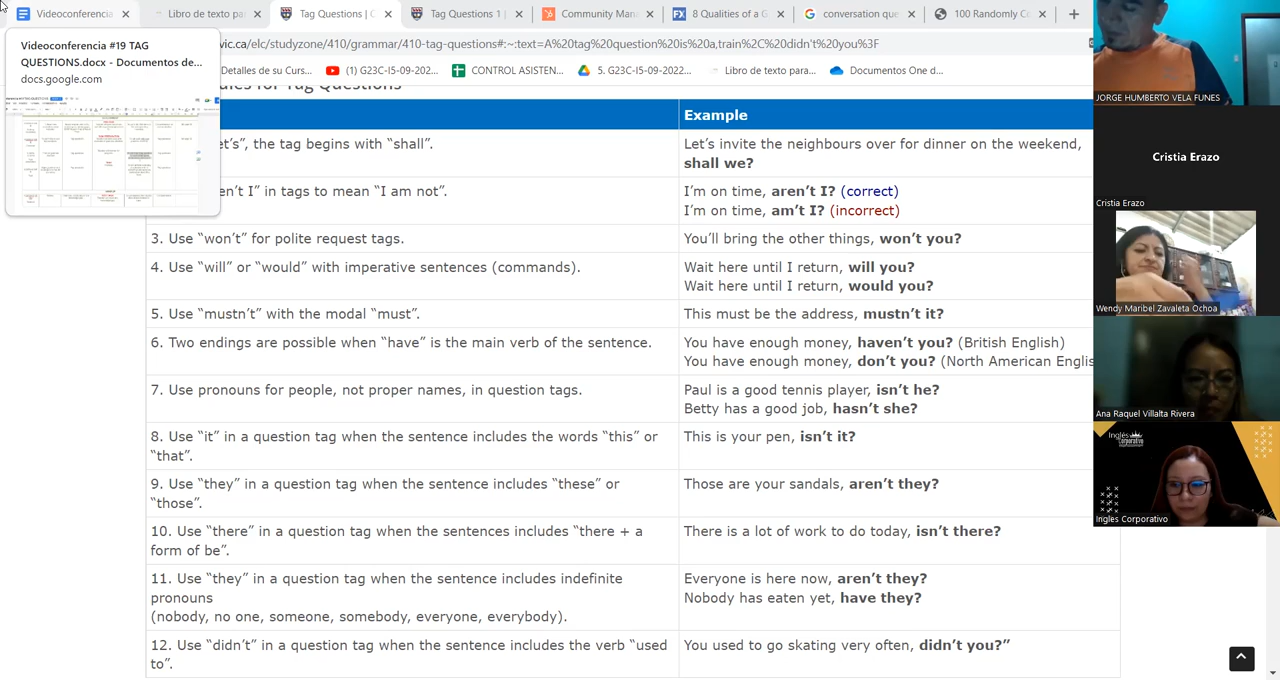 Videoconferencia
Libro de texto pa
Tag Questions | C
Tag Questions 1 |
Community Man
8 Qualities of a G
conversation que
100 Randomly C
Videoconferencia #19 TAG
QUESTIONS.docx - Documentos de...
docs.google.com
vic.ca/elc/studyzone/410/grammar/410-tag-questions#:~:text=A%20tag%20question%20is%20a,train%2C%20didn't%20you%3F
Detalles de su Curs...
(1) G23C-I5-09-202...
CONTROL ASISTEN...
5. G23C-I5-09-202...
Libro de texto para...
Documentos One d...
ules for Tag Questions
Example
et's”, the tag begins with “shall”.
Let's invite the neighbours over for dinner on the weekend,
shall we?
en't I” in tags to mean “I am not”.
I'm on time, aren't I? (correct)
I'm on time, am't I? (incorrect)
3. Use “won't” for polite request tags.
You'll bring the other things, won't you?
4. Use “will” or “would” with imperative sentences (commands).
Wait here until I return, will you?
Wait here until I return, would you?
5. Use “mustn't” with the modal “must”.
This must be the address, mustn't it?
6. Two endings are possible when “have” is the main verb of the sentence.
You have enough money, haven't you? (British English)
You have enough money, don't you? (North American Englis
7. Use pronouns for people, not proper names, in question tags.
Paul is a good tennis player, isn't he?
Betty has a good job, hasn't she?
8. Use “it” in a question tag when the sentence includes the words “this” or
“that”.
This is your pen, isn't it?
9. Use “they” in a question tag when the sentence includes “these” or
“those”.
Those are your sandals, aren't they?
10. Use “there” in a question tag when the sentences includes “there + a
form of be”.
There is a lot of work to do today, isn't there?
11. Use “they” in a question tag when the sentence includes indefinite
pronouns
(nobody, no one, someone, somebody, everyone, everybody).
Everyone is here now, aren't they?
Nobody has eaten yet, have they?
12. Use “didn't” in a question tag when the sentence includes the verb “used
to”.
You used to go skating very often, didn't you?”
JORGE HUMBERTO VELA FUNES
Cristia Erazo
Cristia Erazo
Wendy Maribel Zavaleta Ochoa
Ana Raquel Villalta Rivera
Inglés
Corporativo
Ingles Corporativo